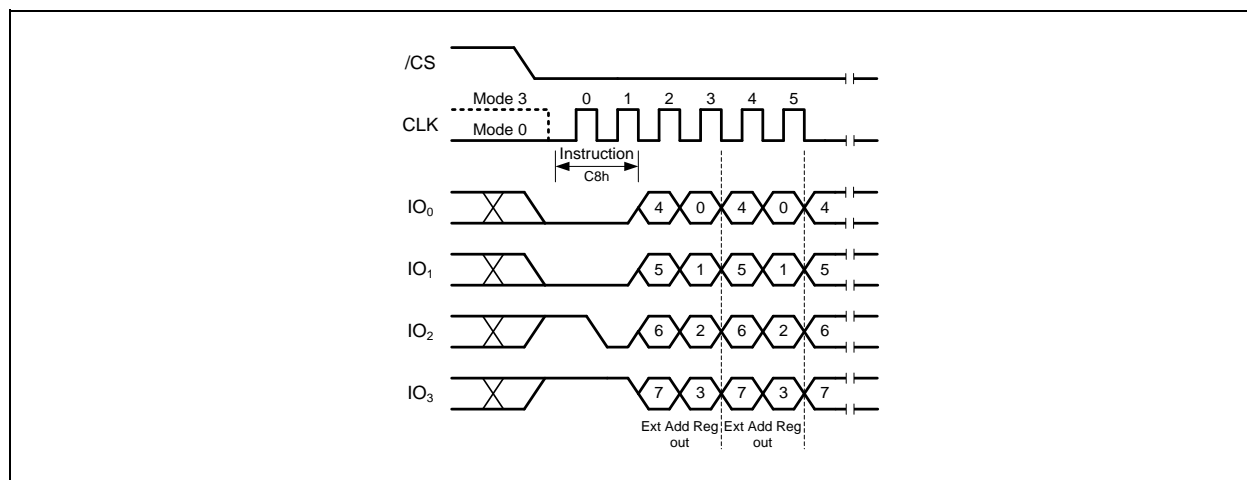 /CS
Mode 3 0 1 2 3 4 5
CLK
Mode 0
Instruction
C8h
IO₀ 4 0 4 0 4
IO₁ 5 1 5 1 5
IO₂ 6 2 6 2 6
IO₃ 7 3 7 3 7
Ext Add Reg Ext Add Reg
out out